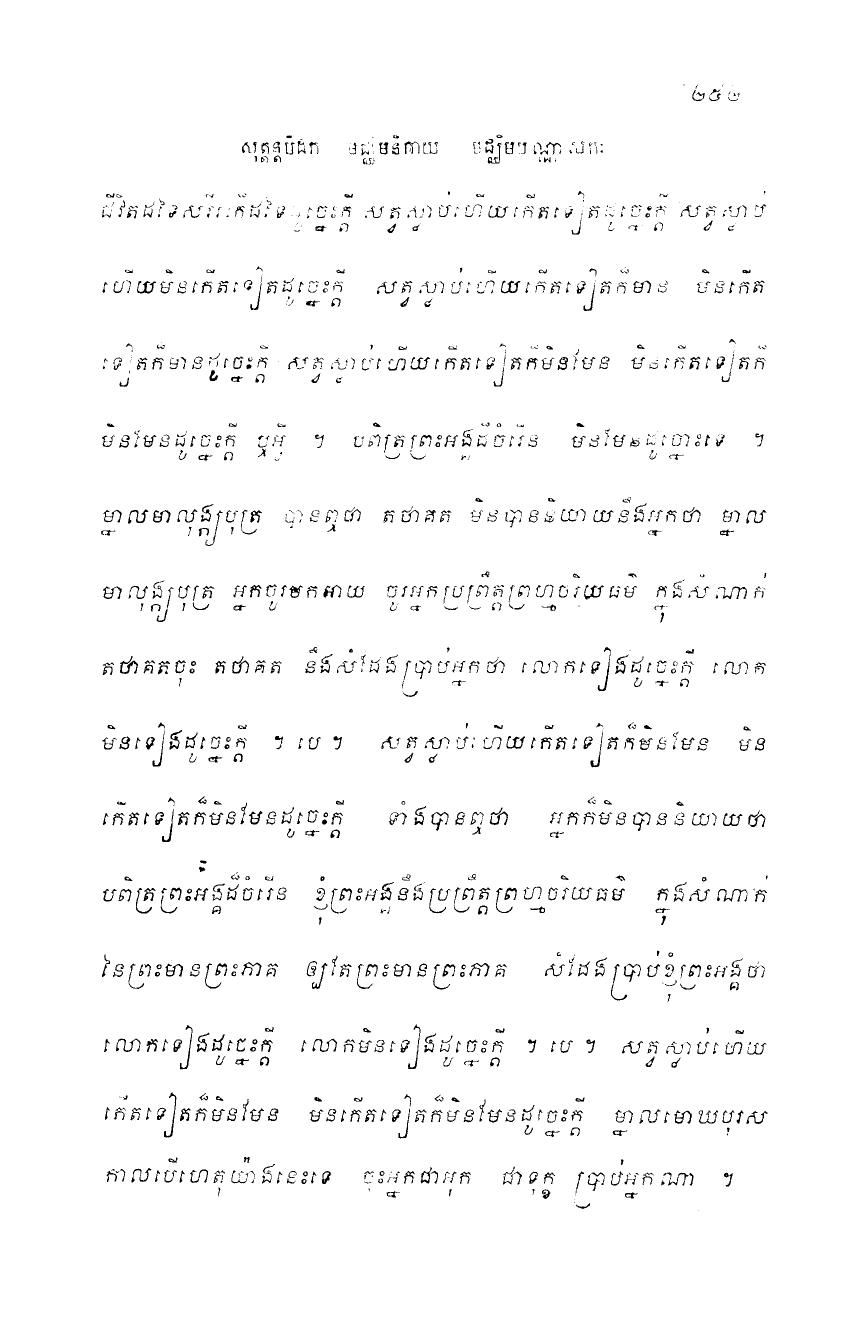 ២៥២
សុត្តន្តបិដក មជ្ឈិមនិកាយ មជ្ឈិមបណ្ណាសកៈ
ជីវិតដទៃសរីរៈក៏ដទៃដូច្នេះក្តី សត្វស្លាប់ហើយកើតទៀតដូច្នេះក្តី សត្វស្លាប់
ហើយមិនកើតទៀតដូច្នេះក្តី សត្វស្លាប់ហើយកើតទៀតក៏មាន មិនកើត
ទៀតក៏មានដូច្នេះក្តី សត្វស្លាប់ហើយកើតទៀតក៏មិនមែន មិនកើតទៀតក៏
មិនមែនដូច្នេះក្តី ឬអ្វី ។ បពិត្រព្រះអង្គដ៏ចំរើន មិនមែនដូច្នោះទេ ។
ម្នាលមាលុង្ក្យបុត្រ បានឮថា តថាគត មិនបាននិយាយនឹងអ្នកថា ម្នាល
មាលុង្ក្យបុត្រ អ្នកចូរមកអាយ ចូរអ្នកប្រព្រឹត្តព្រហ្មចរិយធម៌ ក្នុងសំណាក់
តថាគតចុះ តថាគត នឹងសំដែងប្រាប់អ្នកថា លោកទៀងដូច្នេះក្តី លោក
មិនទៀងដូច្នេះក្តី ។ បេ ។ សត្វស្លាប់ហើយកើតទៀតក៏មិនមែន មិន
កើតទៀតក៏មិនមែនដូច្នេះក្តី ទាំងបានឮថា អ្នកក៏មិនបាននិយាយថា
បពិត្រព្រះអង្គដ៏ចំរើន ខ្ញុំព្រះអង្គនឹងប្រព្រឹត្តព្រហ្មចរិយធម៌ ក្នុងសំណាក់
នៃព្រះមានព្រះភាគ ឲ្យតែព្រះមានព្រះភាគ សំដែងប្រាប់ខ្ញុំព្រះអង្គថា
លោកទៀងដូច្នេះក្តី លោកមិនទៀងដូច្នេះក្តី ។ បេ ។ សត្វស្លាប់ហើយ
កើតទៀតក៏មិនមែន មិនកើតទៀតក៏មិនមែនដូច្នេះក្តី ម្នាលមោឃបុរស
កាលបើហេតុយ៉ាងនេះទេ ចុះអ្នកជាអ្នក ជាទុក្ខ ប្រាប់អ្នកណា ។